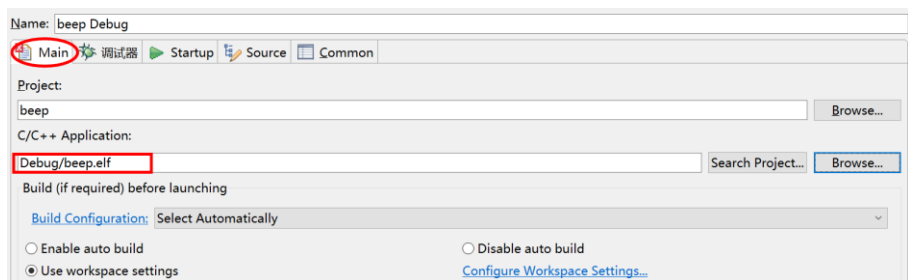 Name: beep Debug
Main 调试器 Startup Source Common
Project:
beep Browse...
C/C++ Application:
Debug/beep.elf Search Project... Browse...
Build (if required) before launching
Build Configuration: Select Automatically
Enable auto build Disable auto build
Use workspace settings Configure Workspace Settings...